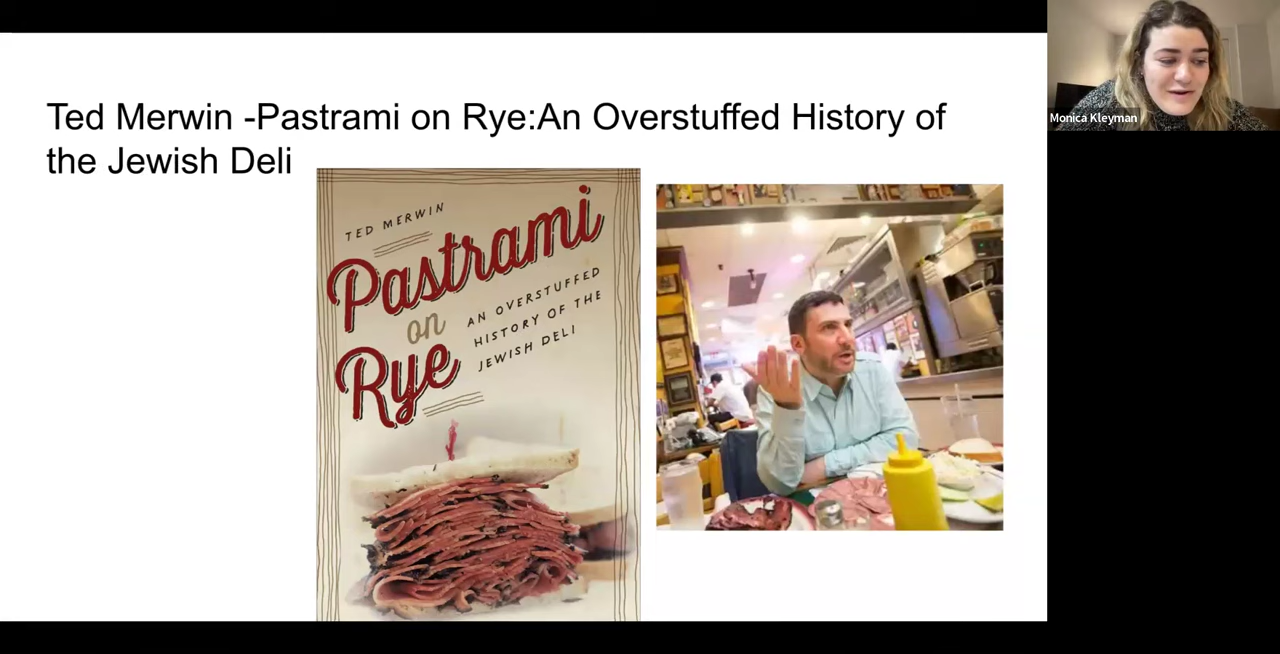 Ted Merwin -Pastrami on Rye:An Overstuffed History of
the Jewish Deli
TED MERWIN
Pastrami
on
Rye
AN OVERSTUFFED
HISTORY OF THE
JEWISH DELI
Monica Kleyman